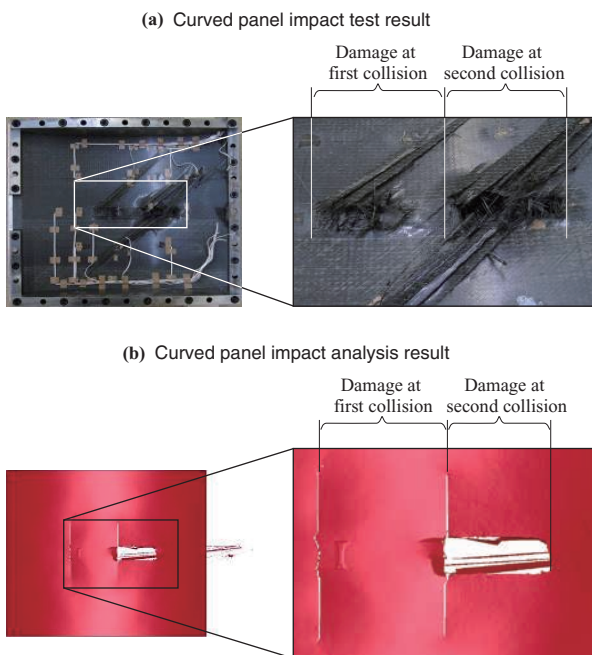 (a) Curved panel impact test result
Damage at
first collision
Damage at
second collision
(b) Curved panel impact analysis result
Damage at
first collision
Damage at
second collision